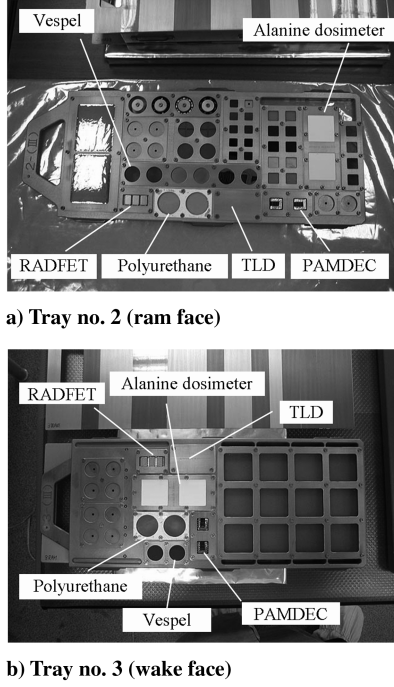 Vespel
Alanine dosimeter
RADFET
Polyurethane
TLD
PAMDEC
a) Tray no. 2 (ram face)
Alanine dosimeter
RADFET
TLD
Polyurethane
Vespel
PAMDEC
b) Tray no. 3 (wake face)